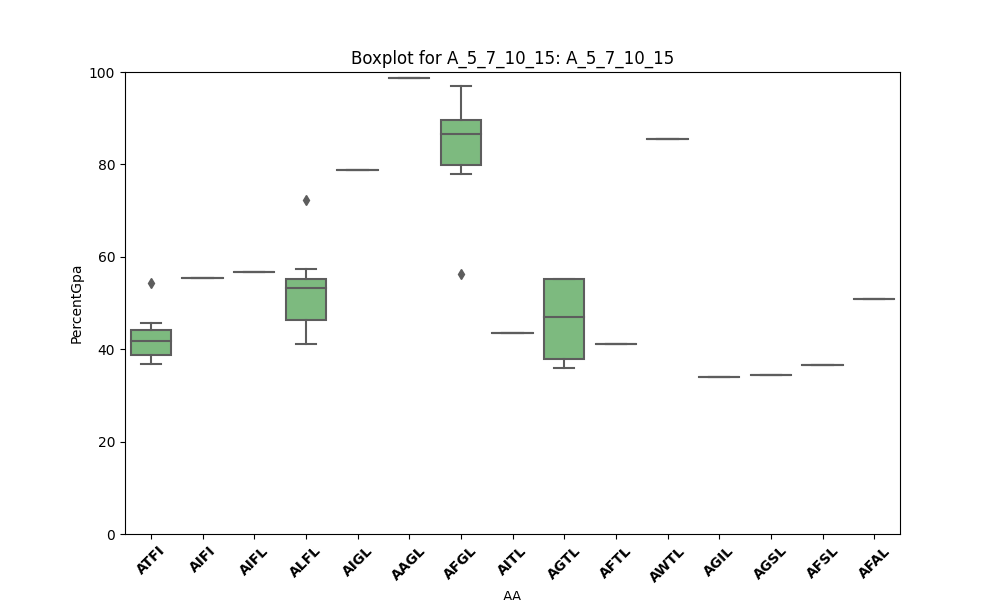 Boxplot for A_5_7_10_15: A_5_7_10_15
PercentGpa
100
80
60
40
20
0
ATFI AIFI AIFL ALFL AIGL AAGL AFGL AITL AGTL AFTL AWTL AGIL AGSL AFSL AFAL
AA